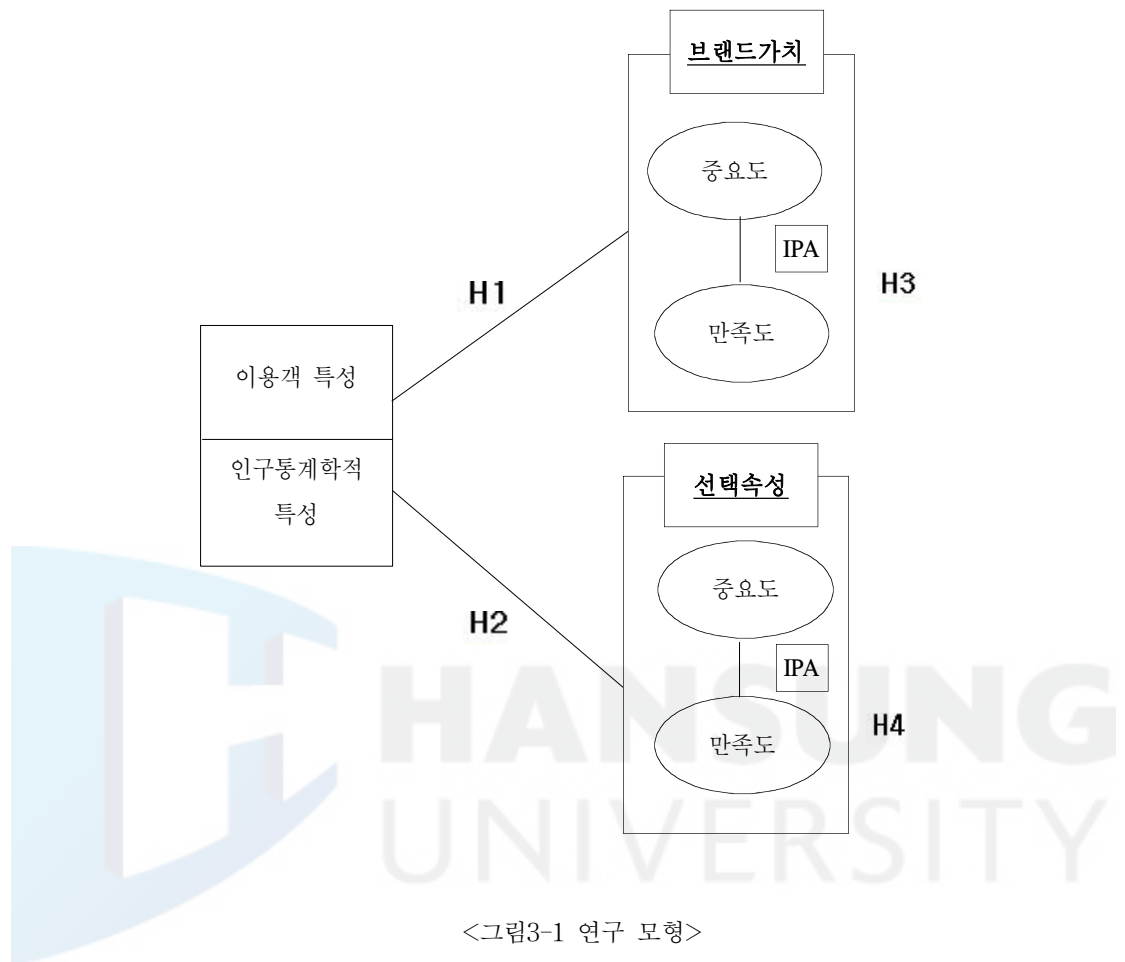 브랜드가치
중요도
IPA
만족도
H3
H1
이용객 특성
인구통계학적
특성
H2
선택속성
중요도
IPA
만족도
H4
HANSUNG
UNIVERSITY
<그림3-1 연구 모형>